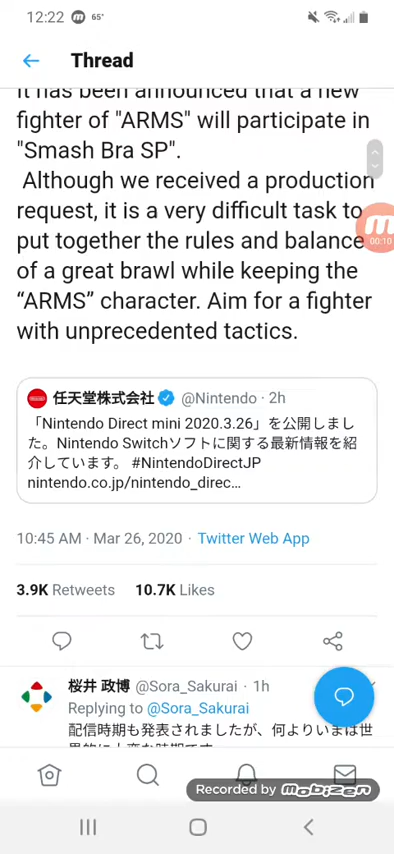 12:22 65°
Thread
It has been announced that a new
fighter of "ARMS" will participate in
"Smash Bra SP".
Although we received a production
request, it is a very difficult task to
put together the rules and balance
of a great brawl while keeping the
“ARMS” character. Aim for a fighter
with unprecedented tactics.
00:10
任天堂株式会社 @Nintendo · 2h
「Nintendo Direct mini 2020.3.26」を公開しまし
た。Nintendo Switchソフトに関する最新情報を紹
介しています。 #NintendoDirectJP
nintendo.co.jp/nintendo_direc…
10:45 AM · Mar 26, 2020 · Twitter Web App
3.9K Retweets 10.7K Likes
桜井 政博 @Sora_Sakurai · 1h
Replying to @Sora_Sakurai
配信時期も発表されましたが、何よりいまは世
Recorded by mobizen